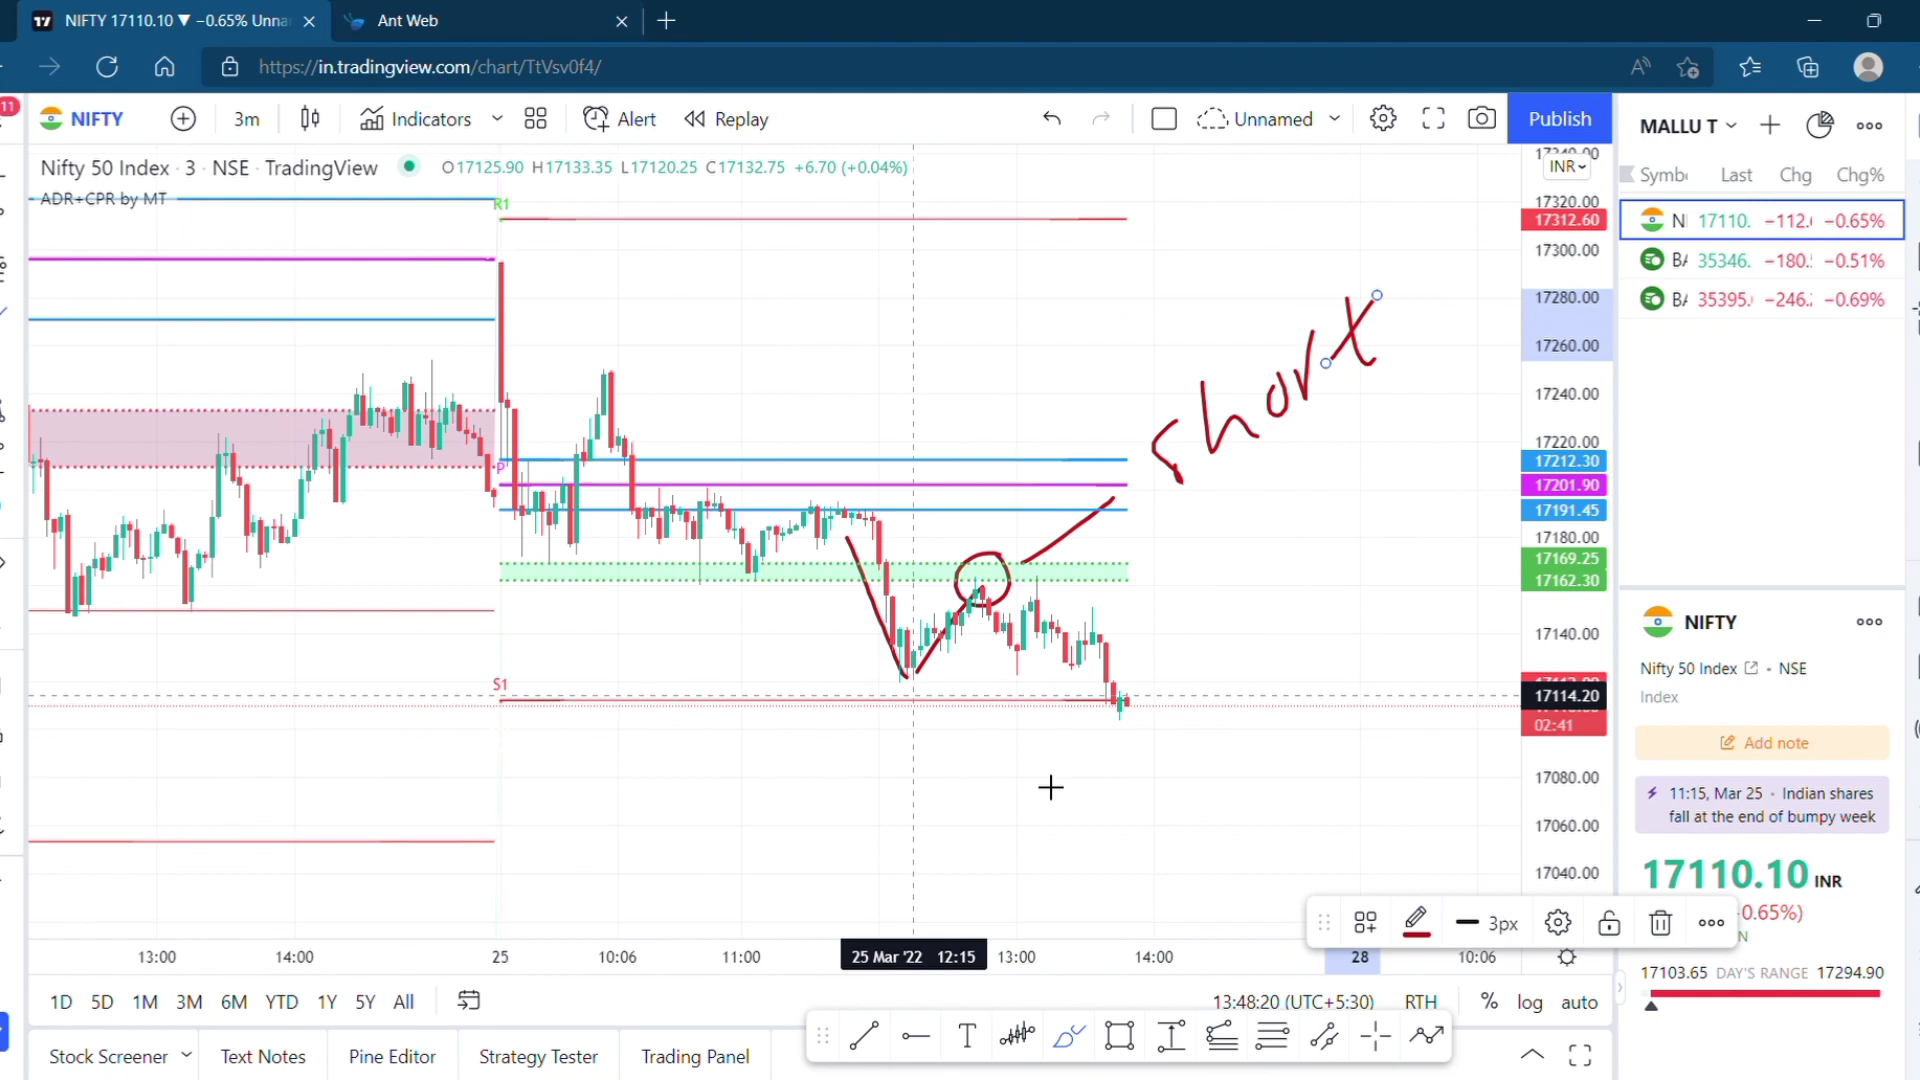 NIFTY 17110.10 ▼ −0.65% Unna
Ant Web
https://in.tradingview.com/chart/TtVsv0f4/
11
NIFTY
3m
Indicators
Alert
Replay
Unnamed
Publish
MALLU T
Nifty 50 Index · 3 · NSE · TradingView
O17125.90 H17133.35 L17120.25 C17132.75 +6.70 (+0.04%)
ADR+CPR by MT
INR
Last Chg Chg%
17110. −0.65%
35346. −0.51%
35395. −0.69%
R1
P
S1
short
17320.00
17312.60
17300.00
17280.00
17260.00
17240.00
17220.00
17212.30
17201.90
17191.45
17180.00
17169.25
17162.30
17140.00
17114.20
02:41
17080.00
17060.00
17040.00
NIFTY
Nifty 50 Index · NSE
Index
Add note
11:15, Mar 25 · Indian shares
fall at the end of bumpy week
17110.10 INR
0.65%)
17103.65 DAY'S RANGE 17294.90
3px
13:00 14:00 25 10:06 11:00 25 Mar '22 12:15 13:00 14:00 28 10:06
1D 5D 1M 3M 6M YTD 1Y 5Y All
13:48:20 (UTC+5:30) RTH % log auto
Stock Screener Text Notes Pine Editor Strategy Tester Trading Panel